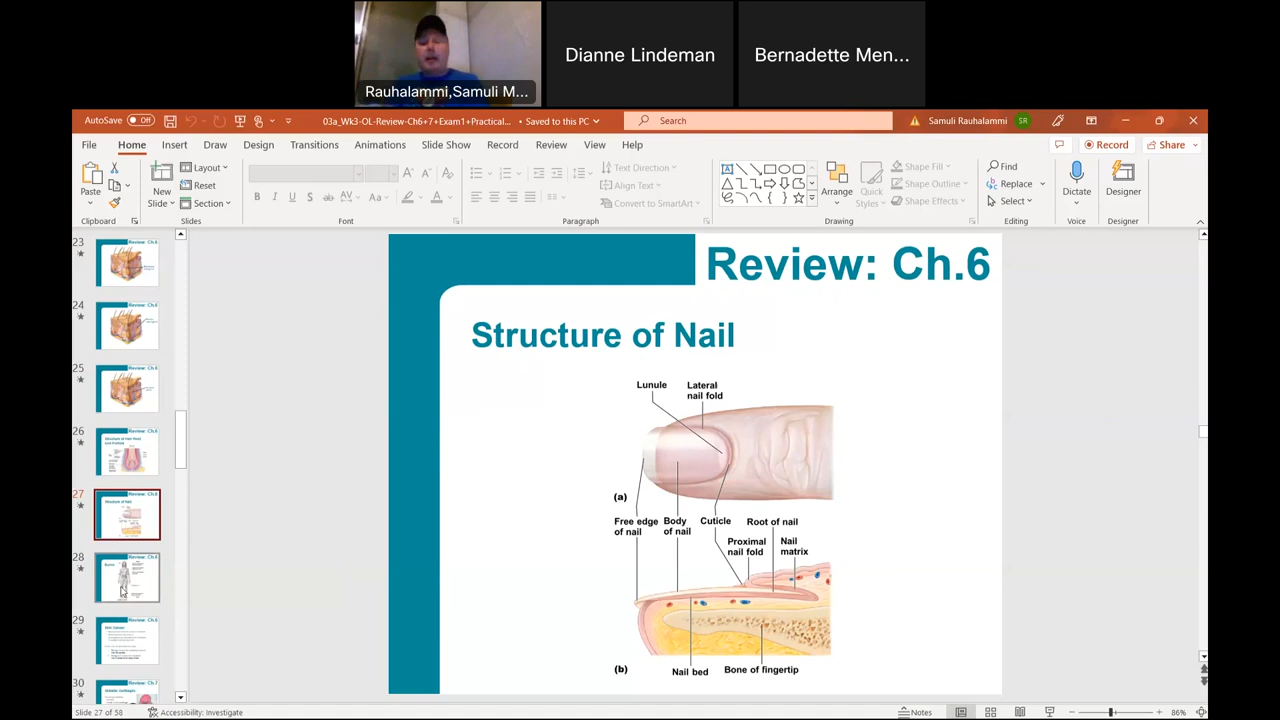 Dianne Lindeman
Bernadette Men...
Rauhalammi,Samuli M...
AutoSave Off
03a_Wk3-OL-Review-Ch6+7+Exam1+Practical... • Saved to this PC
Search
Samuli Rauhalammi SR
File Home Insert Draw Design Transitions Animations Slide Show Record Review View Help
Record Share
Paste
Clipboard
New
Slide
Layout
Reset
Section
Slides
Font
Paragraph
Text Direction
Align Text
Convert to SmartArt
Arrange
Quick
Styles
Shape Fill
Shape Outline
Shape Effects
Drawing
Find
Replace
Select
Editing
Dictate
Voice
Designer
Designer
23
24
25
26
27
28
29
30
Review: Ch.6
Structure of Nail
Lunule
Lateral
nail fold
(a)
Free edge
of nail
Body
of nail
Cuticle
Root of nail
Proximal
nail fold
Nail
matrix
(b)
Nail bed
Bone of fingertip
Slide 27 of 58
Accessibility: Investigate
Notes
86%